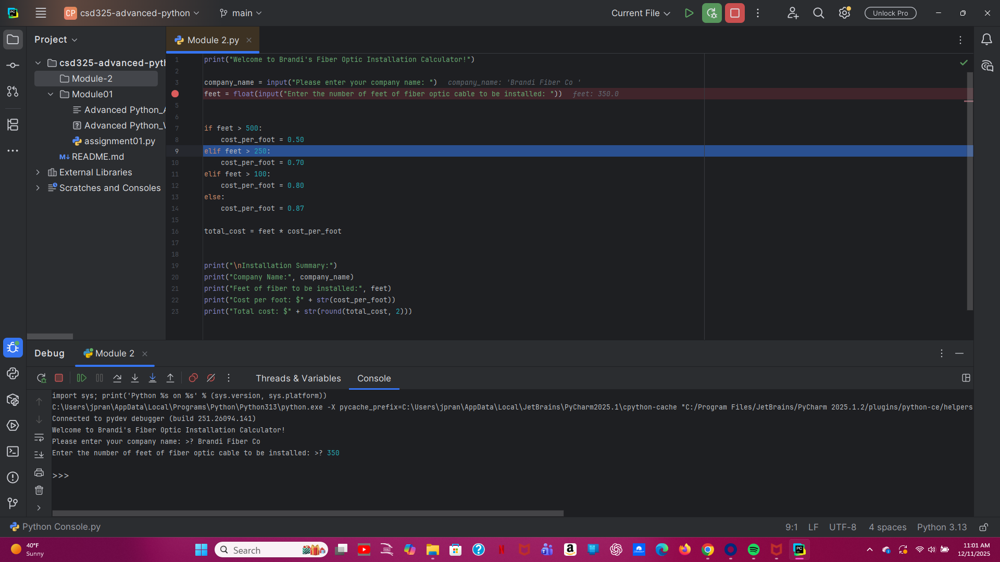 PC
CP csd325-advanced-python
main
Current File
Unlock Pro
Project
Module 2.py
csd325-advanced-pyth
Module-2
Module01
Advanced Python_
Advanced Python_
assignment01.py
M↓ README.md
External Libraries
Scratches and Consoles
1 print("Welcome to Brandi's Fiber Optic Installation Calculator!")
2
3 company_name = input("Please enter your company name: ") company_name: 'Brandi Fiber Co '
feet = float(input("Enter the number of feet of fiber optic cable to be installed: ")) feet: 350.0
5
6
7 if feet > 500:
8 cost_per_foot = 0.50
9 elif feet > 250:
10 cost_per_foot = 0.70
11 elif feet > 100:
12 cost_per_foot = 0.80
13 else:
14 cost_per_foot = 0.87
15
16 total_cost = feet * cost_per_foot
17
18
19 print("\nInstallation Summary:")
20 print("Company Name:", company_name)
21 print("Feet of fiber to be installed:", feet)
22 print("Cost per foot: $" + str(cost_per_foot))
23 print("Total cost: $" + str(round(total_cost, 2)))
Debug
Module 2
Threads & Variables
Console
import sys; print('Python %s on %s' % (sys.version, sys.platform))
C:\Users\jpran\AppData\Local\Programs\Python\Python313\python.exe -X pycache_prefix=C:\Users\jpran\AppData\Local\JetBrains\PyCharm2025.1\cpython-cache "C:/Program Files/JetBrains/PyCharm 2025.1.2/plugins/python-ce/helpers
Connected to pydev debugger (build 251.26094.141)
Welcome to Brandi's Fiber Optic Installation Calculator!
Please enter your company name: >? Brandi Fiber Co
Enter the number of feet of fiber optic cable to be installed: >? 350
>>>
Python Console.py
9:1
LF
UTF-8
4 spaces
Python 3.13
40°F
Sunny
Search
11:01 AM
12/11/2025